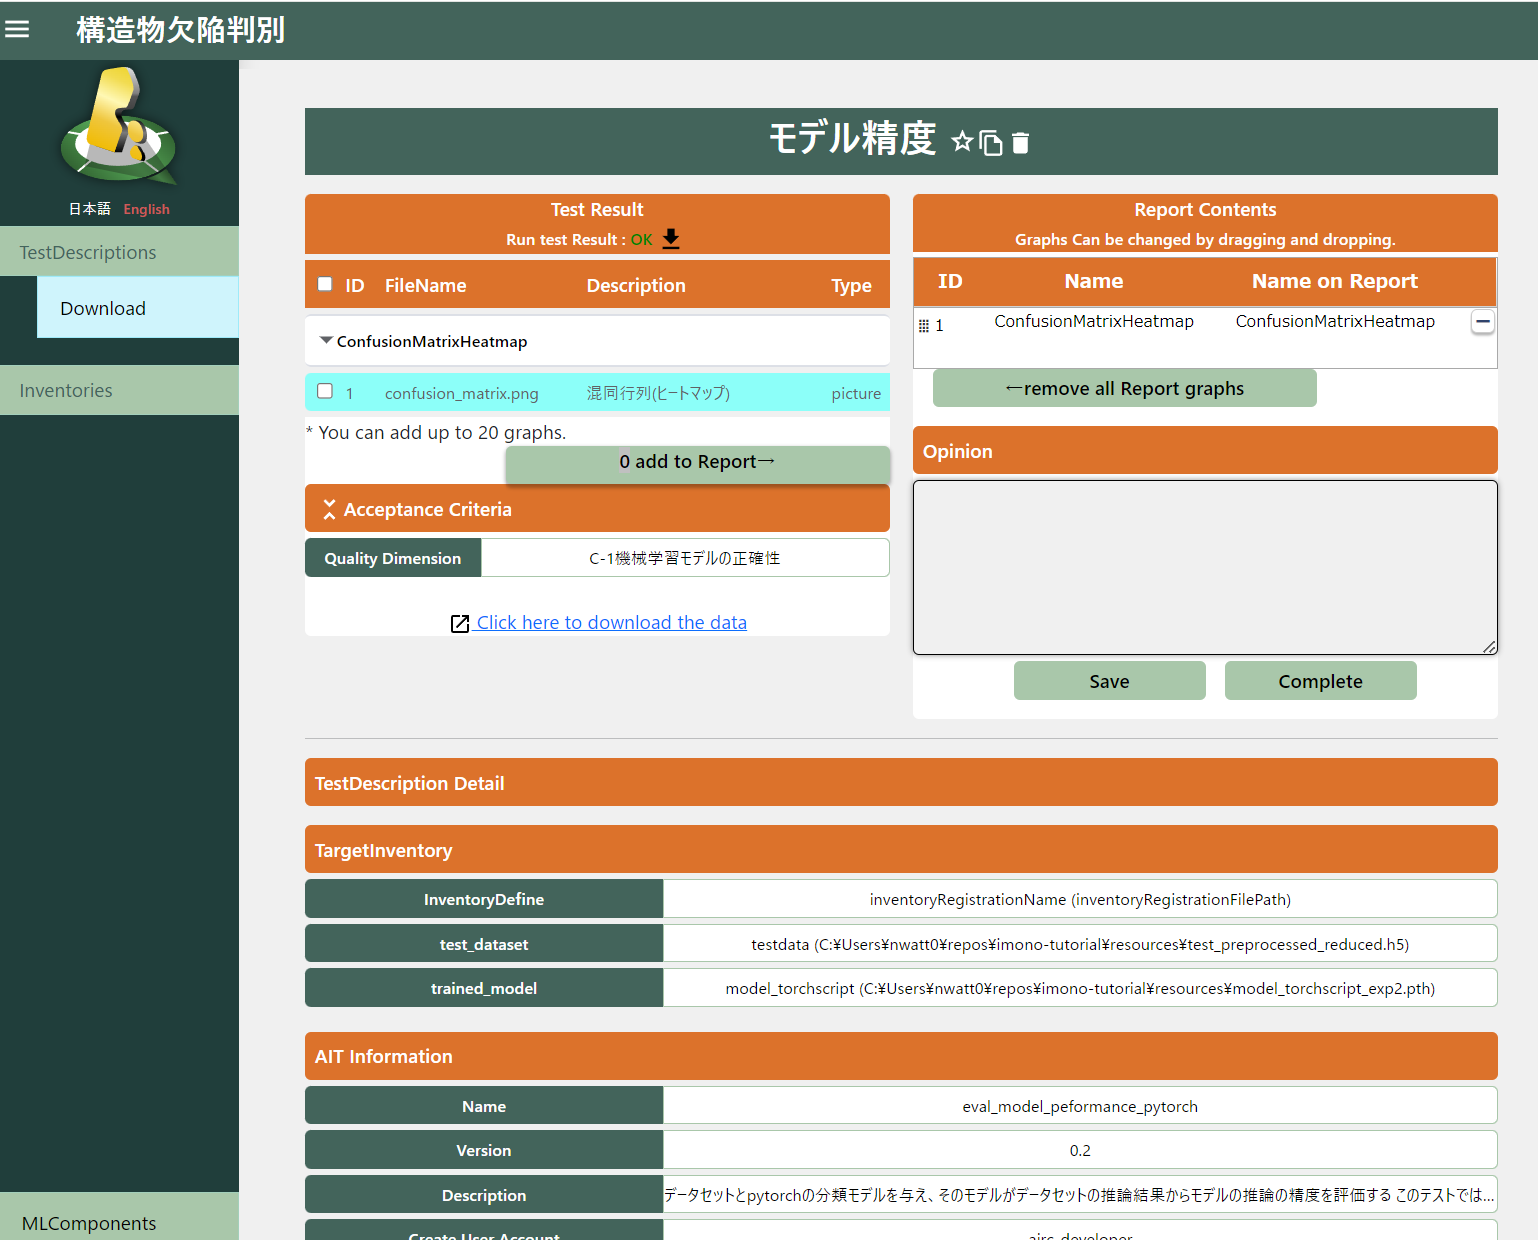 構造物欠陥判別
日本語 English
TestDescriptions
Download
Inventories
MLComponents
モデル精度
Test Result
Run test Result : OK
ID FileName Description Type
ConfusionMatrixHeatmap
1 confusion_matrix.png 混同行列(ヒートマップ) picture
* You can add up to 20 graphs.
0 add to Report→
Acceptance Criteria
Quality Dimension C-1機械学習モデルの正確性
Click here to download the data
Report Contents
Graphs Can be changed by dragging and dropping.
ID Name Name on Report
1 ConfusionMatrixHeatmap ConfusionMatrixHeatmap
←remove all Report graphs
Opinion
Save Complete
TestDescription Detail
TargetInventory
InventoryDefine inventoryRegistrationName (inventoryRegistrationFilePath)
test_dataset testdata (C:¥Users¥nwatt0¥repos¥imono-tutorial¥resources¥test_preprocessed_reduced.h5)
trained_model model_torchscript (C:¥Users¥nwatt0¥repos¥imono-tutorial¥resources¥model_torchscript_exp2.pth)
AIT Information
Name eval_model_peformance_pytorch
Version 0.2
Description データセットとpytorchの分類モデルを与え、そのモデルがデータセットの推論結果からモデルの推論の精度を評価する このテストでは...
Create User Account airc_developer